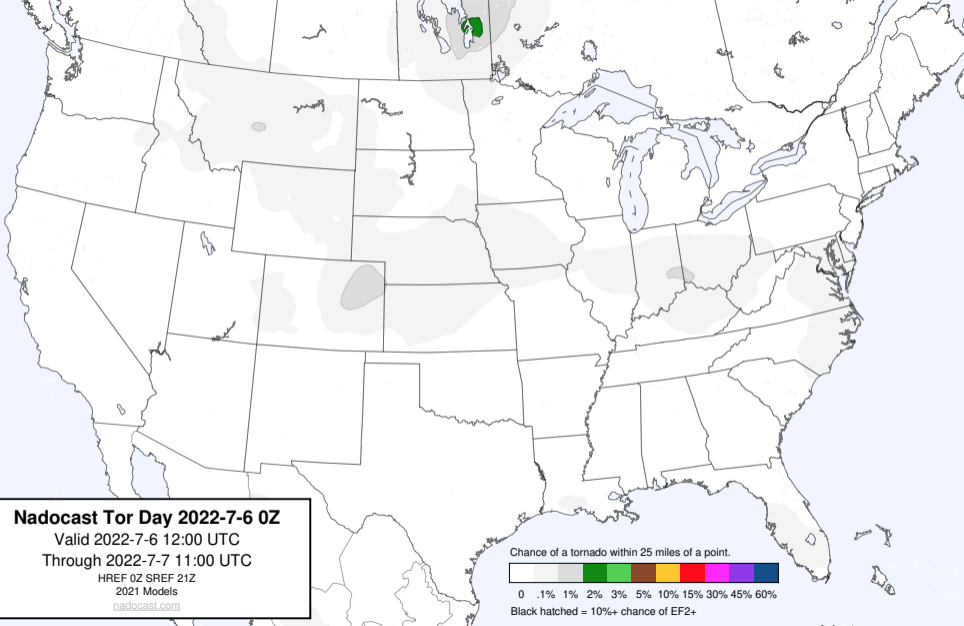 Nadocast Tor Day 2022-7-6 0Z
Valid 2022-7-6 12:00 UTC
Through 2022-7-7 11:00 UTC
HREF 0Z SREF 21Z
2021 Models
nadocast.com
Chance of a tornado within 25 miles of a point.
0 .1% 1% 2% 3% 5% 10% 15% 30% 45% 60%
Black hatched = 10%+ chance of EF2+